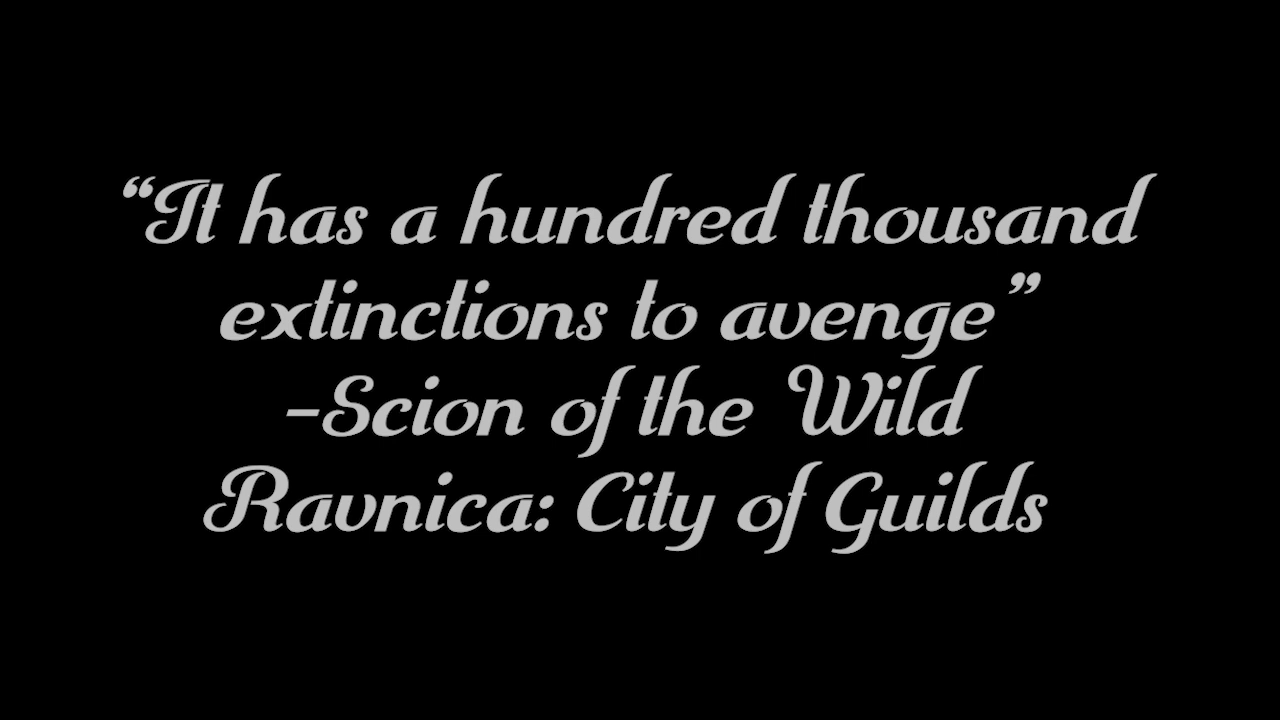 “It has a hundred thousand
extinctions to avenge”
-Scion of the Wild
Ravnica: City of Guilds